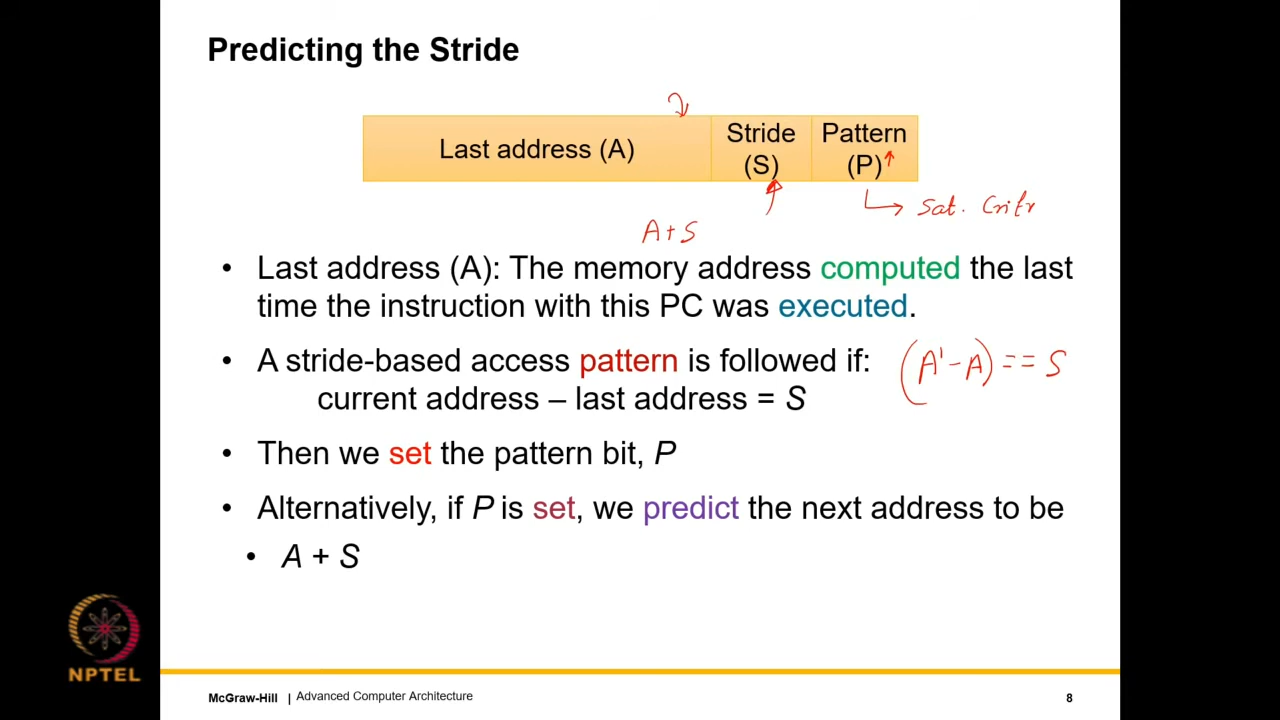 Predicting the Stride
Last address (A)
Stride
(S)
Pattern
(P)
Sat.
A+S
• Last address (A): The memory address computed the last
time the instruction with this PC was executed.
• A stride-based access pattern is followed if:
(A'-A) == S
current address – last address = S
• Then we set the pattern bit, P
• Alternatively, if P is set, we predict the next address to be
• A + S
NPTEL
McGraw-Hill | Advanced Computer Architecture
8